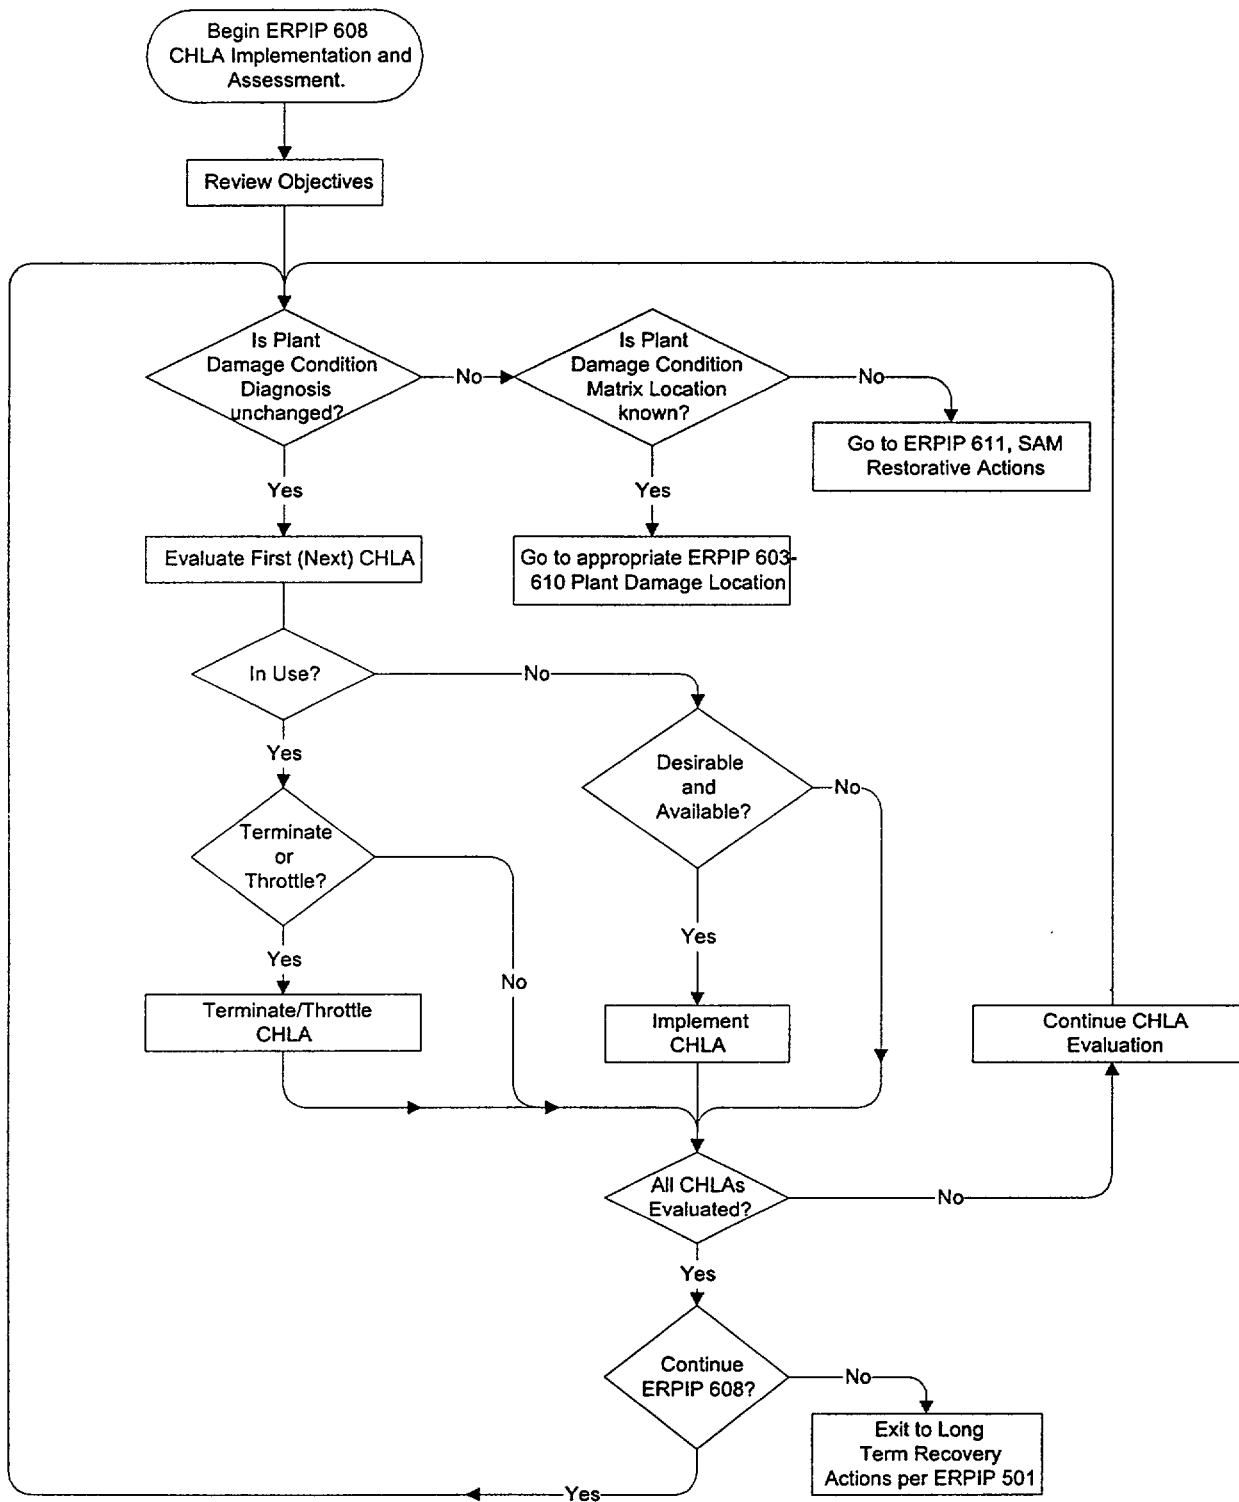 Begin ERPIP 608
CHLA Implementation and
Assessment.
Review Objectives
Is Plant
Damage Condition
Diagnosis
unchanged?
No
Is Plant
Damage Condition
Matrix Location
known?
No
Go to ERPIP 611, SAM
Restorative Actions
Yes
Yes
Evaluate First (Next) CHLA
Go to appropriate ERPIP 603-
610 Plant Damage Location
In Use?
No
Yes
Desirable
and
Available?
No
Terminate
or
Throttle?
Yes
Yes
No
Terminate/Throttle
CHLA
Implement
CHLA
Continue CHLA
Evaluation
All CHLAs
Evaluated?
No
Yes
Continue
ERPIP 608?
No
Exit to Long
Term Recovery
Actions per ERPIP 501
Yes